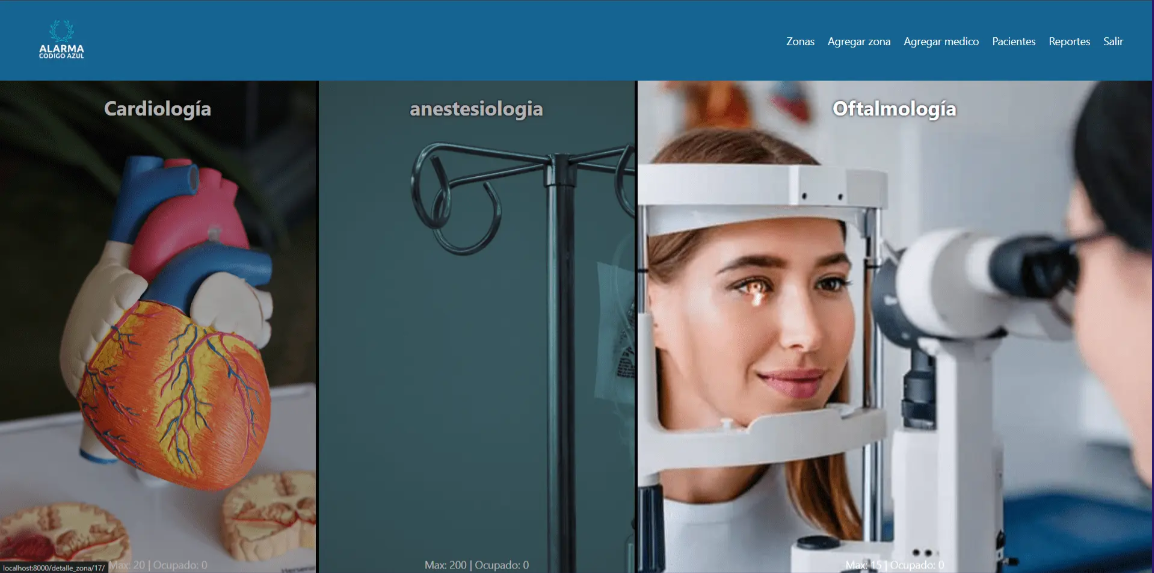 ALARMA
CODIGO AZUL
Zonas Agregar zona Agregar medico Pacientes Reportes Salir
Cardiología
anestesiologia
Oftalmología
Max: 20 | Ocupado: 0
Max: 200 | Ocupado: 0
Max: 15 | Ocupado: 0
localhost:8000/detalle_zona/17/